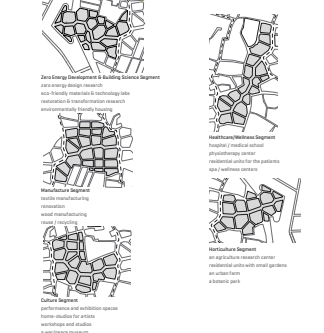 Zero Energy Development & Building Science Segment
zero energy design research
eco-friendly materials & technology labs
restoration & transformation research
environmentally friendly housing
Manufacture Segment
textile manufacturing
renovation
wood manufacturing
reuse / recycling
Culture Segment
performance and exhibition spaces
home-studios for artists
workshops and studios
Healthcare/Wellness Segment
hospital / medical school
physiotherapy center
residential units for the patients
spa / wellness centers
Horticulture Segment
an agriculture research center
residential units with small gardens
an urban farm
a botanic park